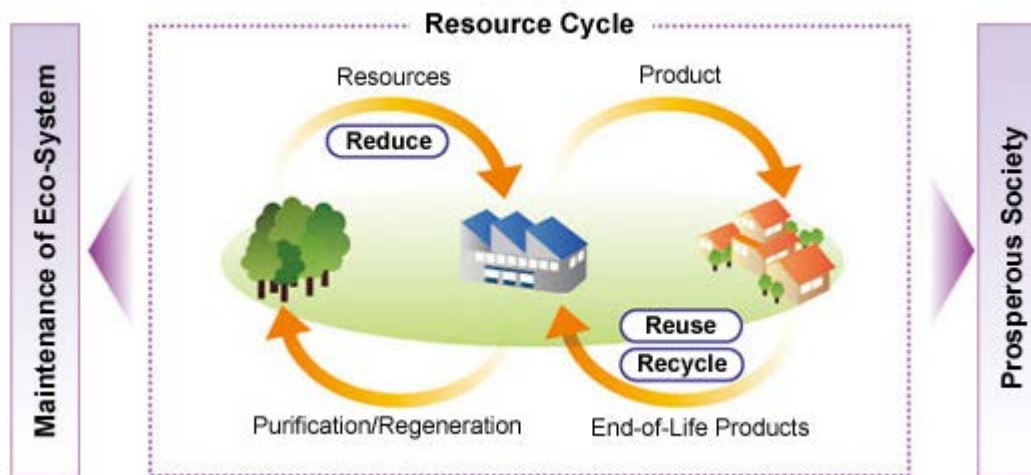 Resource Cycle
Maintenance of Eco-System
Resources
Product
Reduce
Reuse
Recycle
Purification/Regeneration
End-of-Life Products
Prosperous Society